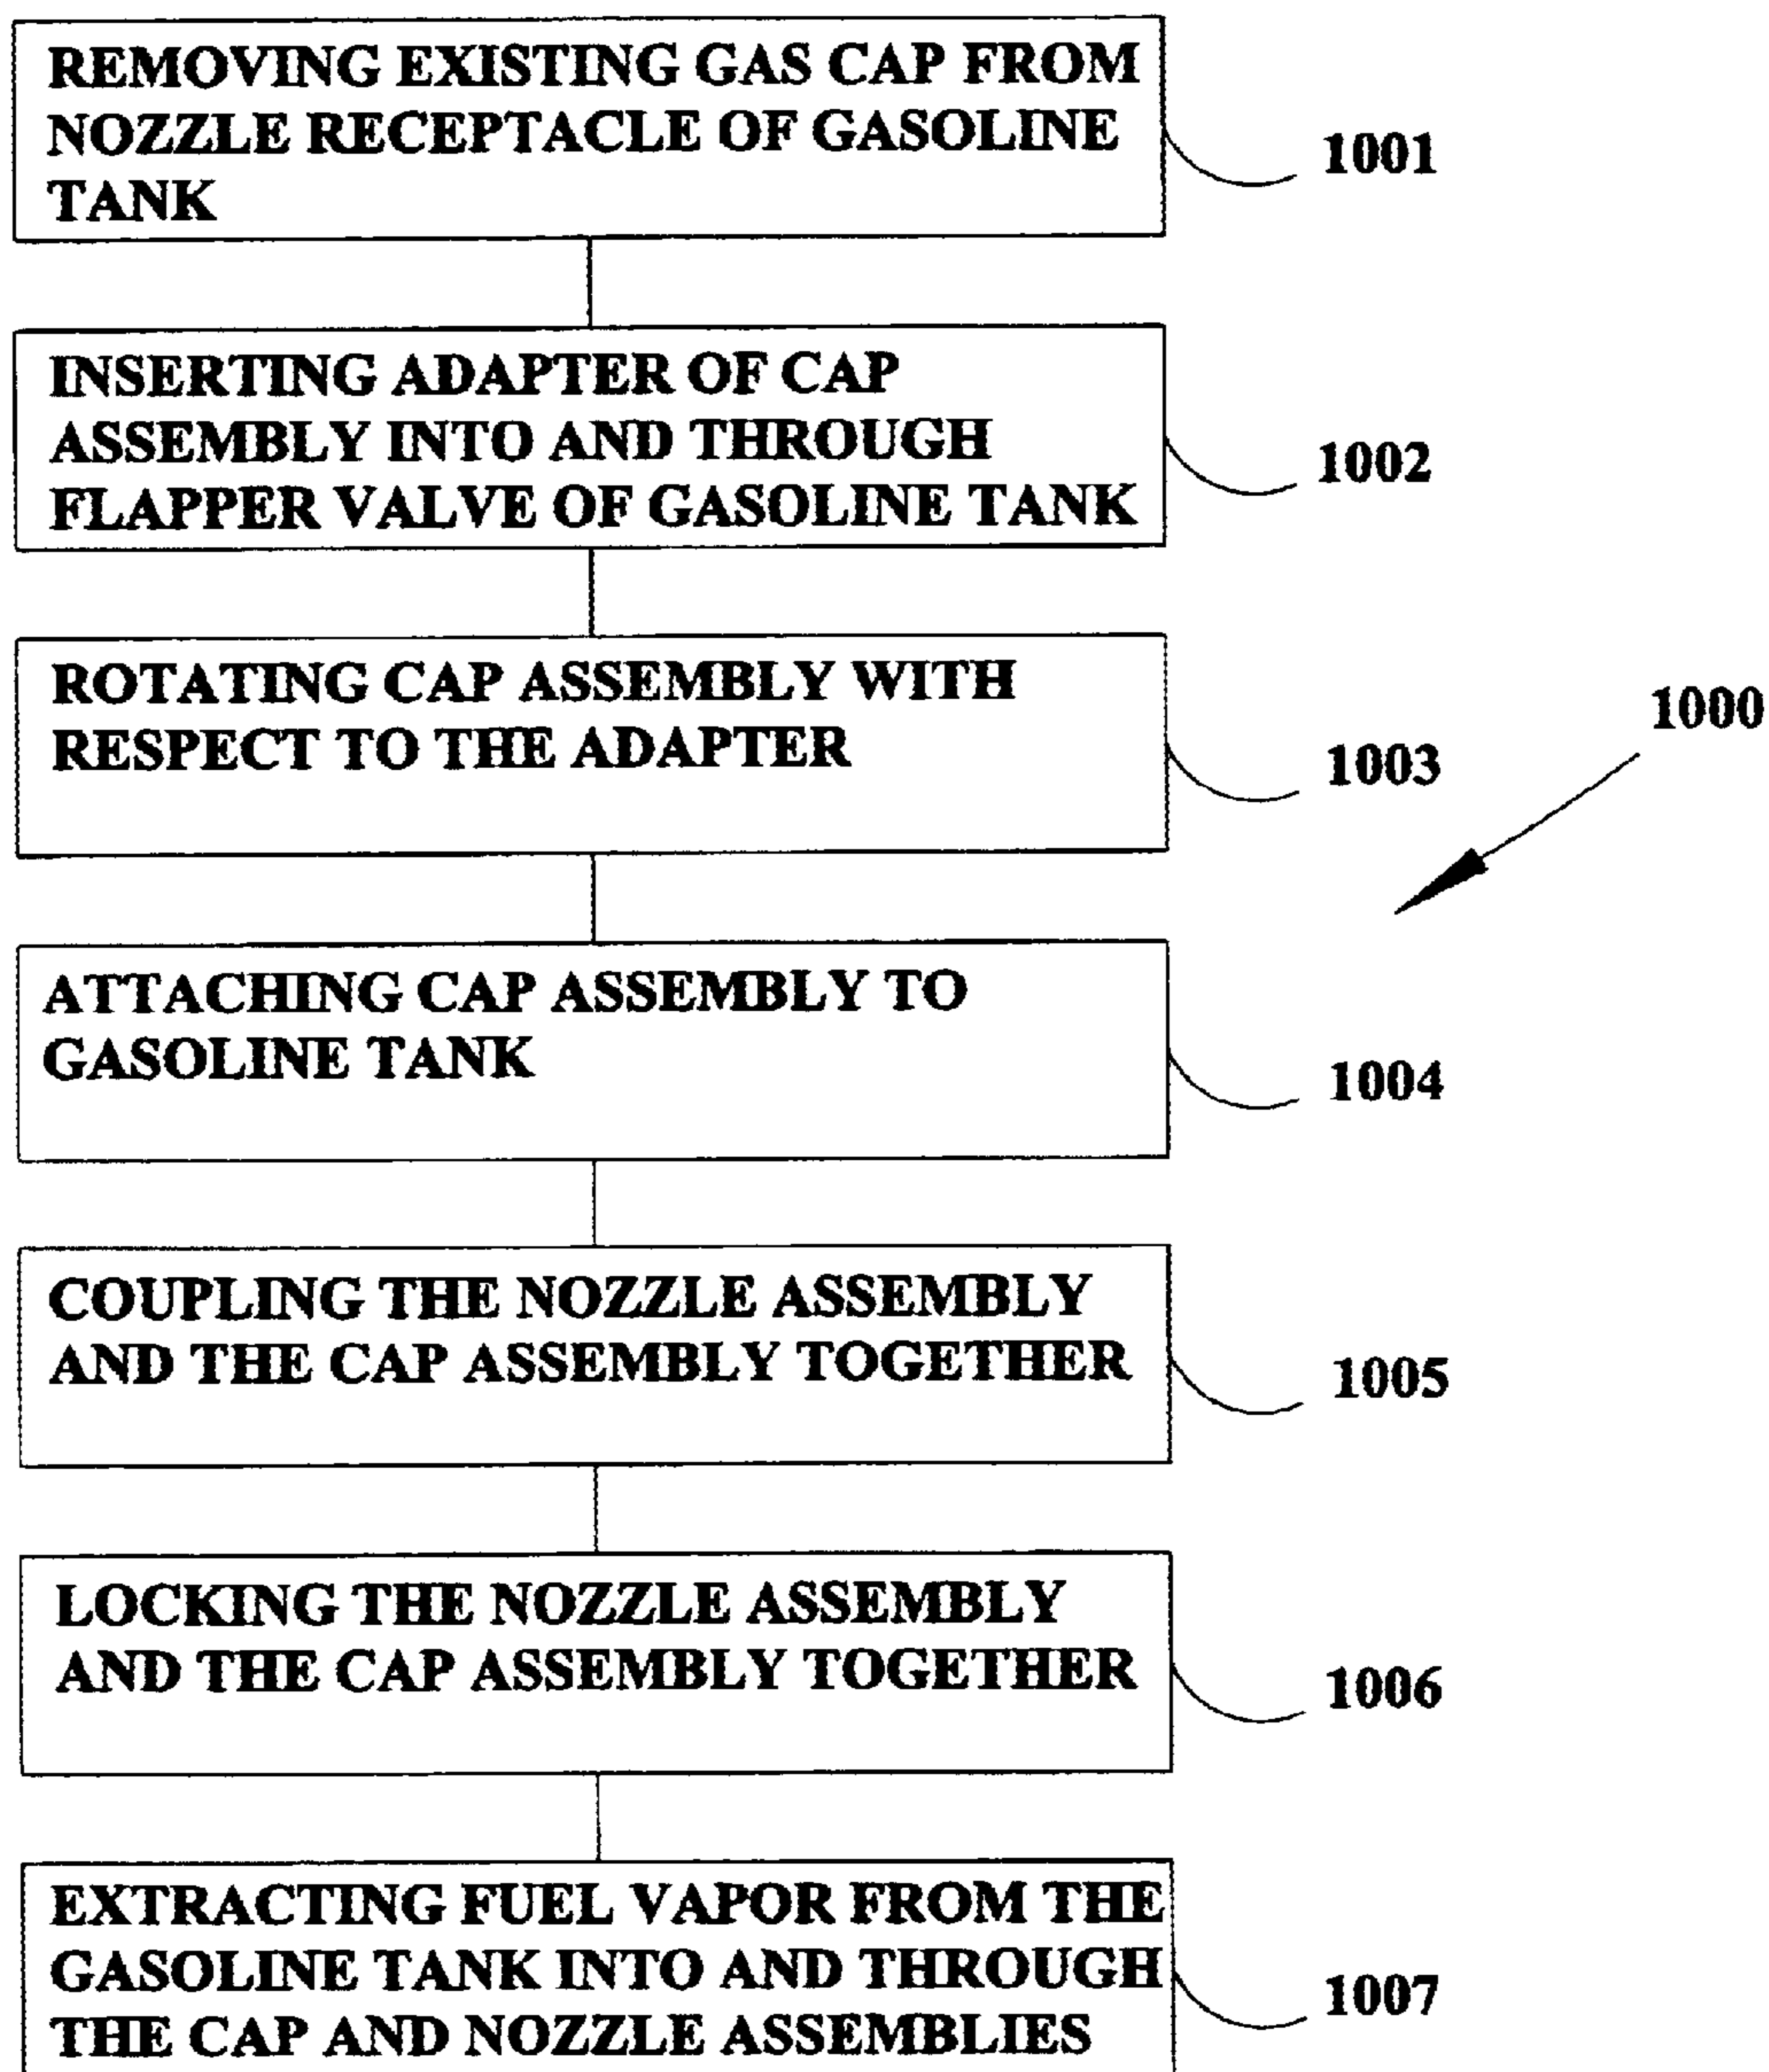 REMOVING EXISTING GAS CAP FROM
NOZZLE RECEPTACLE OF GASOLINE
TANK
1001
INSERTING ADAPTER OF CAP
ASSEMBLY INTO AND THROUGH
FLAPPER VALVE OF GASOLINE TANK
1002
ROTATING CAP ASSEMBLY WITH
RESPECT TO THE ADAPTER
1003
1000
ATTACHING CAP ASSEMBLY TO
GASOLINE TANK
1004
COUPLING THE NOZZLE ASSEMBLY
AND THE CAP ASSEMBLY TOGETHER
1005
LOCKING THE NOZZLE ASSEMBLY
AND THE CAP ASSEMBLY TOGETHER
1006
EXTRACTING FUEL VAPOR FROM THE
GASOLINE TANK INTO AND THROUGH
THE CAP AND NOZZLE ASSEMBLIES
1007